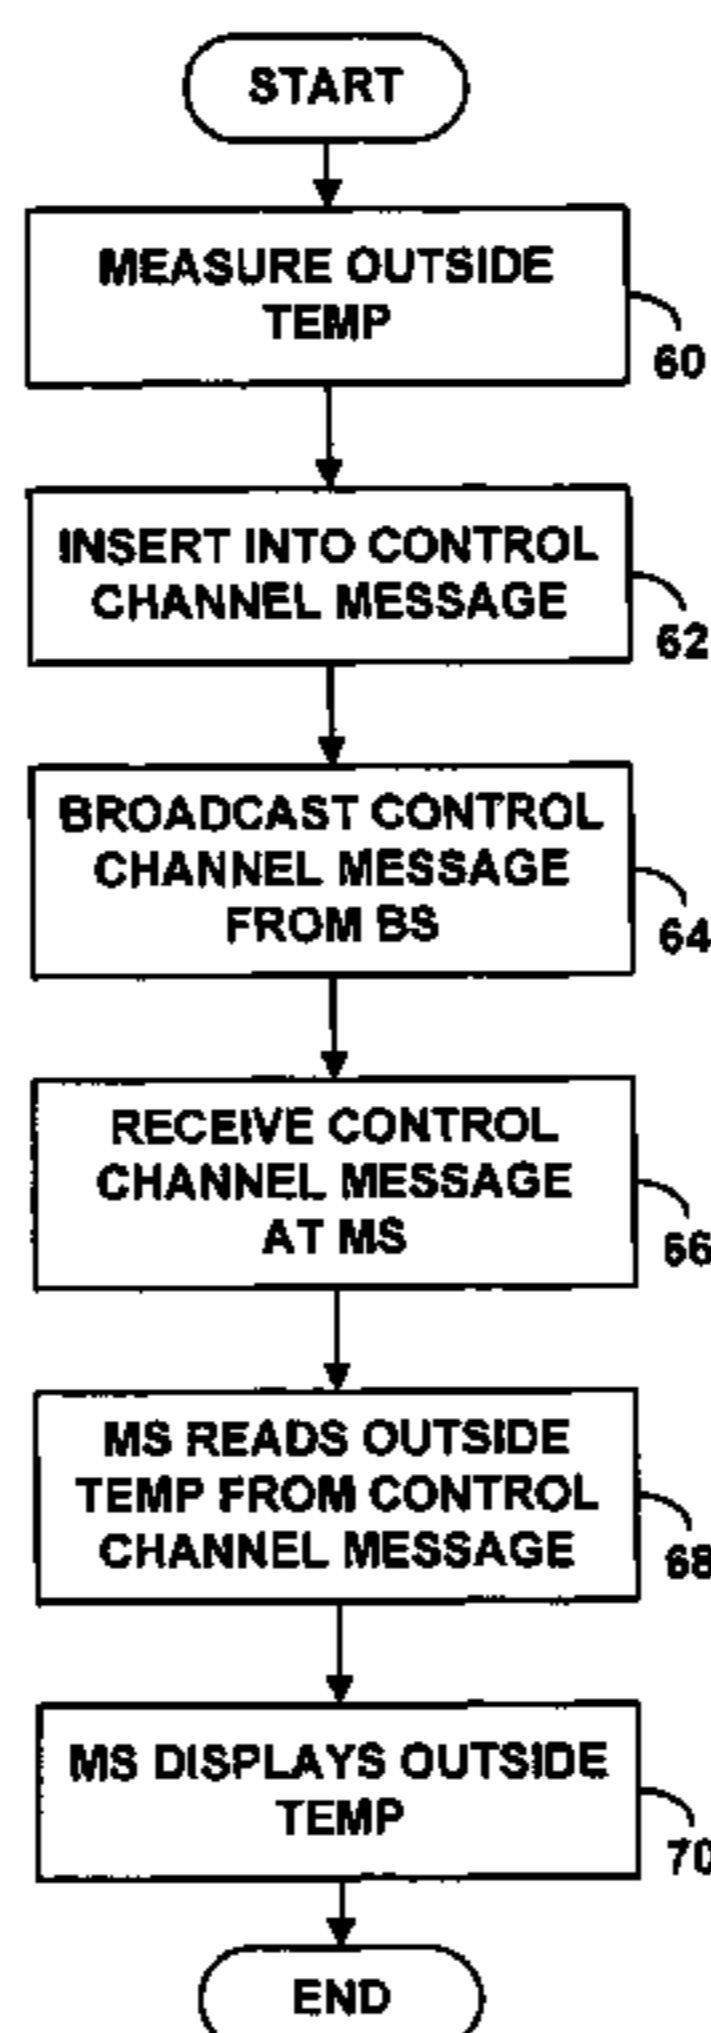 START
MEASURE OUTSIDE
TEMP
60
INSERT INTO CONTROL
CHANNEL MESSAGE
62
BROADCAST CONTROL
CHANNEL MESSAGE
FROM BS
64
RECEIVE CONTROL
CHANNEL MESSAGE
AT MS
66
MS READS OUTSIDE
TEMP FROM CONTROL
CHANNEL MESSAGE
68
MS DISPLAYS OUTSIDE
TEMP
70
END